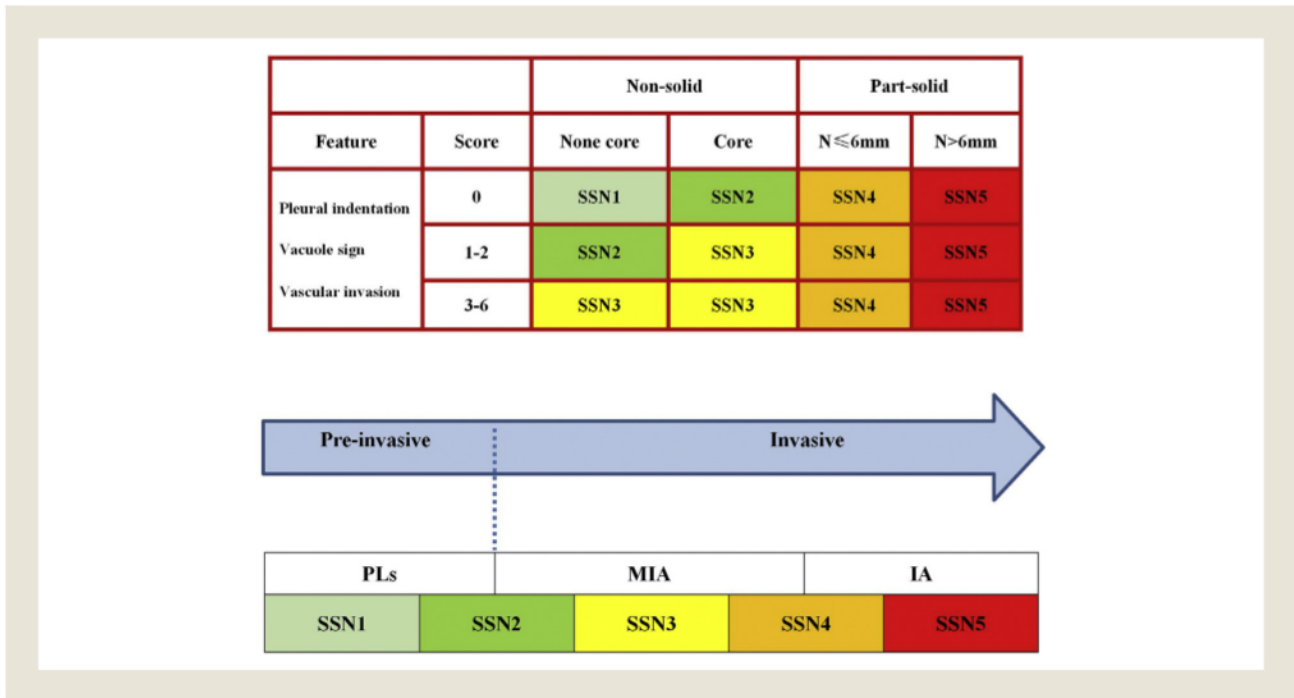 Non-solid Part-solid
Feature Score None core Core N≤6mm N>6mm
Pleural indentation 0 SSN1 SSN2 SSN4 SSN5
Vacuole sign 1-2 SSN2 SSN3 SSN4 SSN5
Vascular invasion 3-6 SSN3 SSN3 SSN4 SSN5
Pre-invasive Invasive
PLs MIA IA
SSN1 SSN2 SSN3 SSN4 SSN5